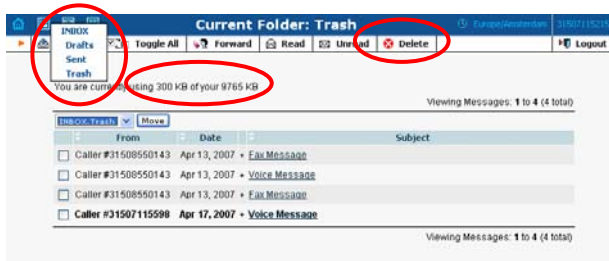 Current Folder: Trash Europe/Amsterdam
INBOX
Drafts
Sent
Trash
Toggle All Forward Read Unread Delete Logout
You are currently using 300 KB of your 9765 KB
Viewing Messages: 1 to 4 (4 total)
INBOX.Trash Move
From Date Subject
Caller #31508550143 Apr 13, 2007 + Fax Message
Caller #31508550143 Apr 13, 2007 + Voice Message
Caller #31508550143 Apr 13, 2007 + Fax Message
Caller #31507115598 Apr 17, 2007 + Voice Message
Viewing Messages: 1 to 4 (4 total)